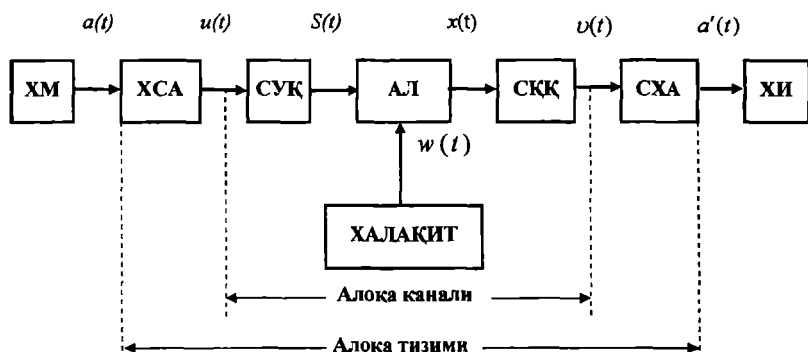 a(t) u(t) S(t) x(t) υ(t) a′(t)
ХМ ХСА СУҚ АЛ СҚҚ СХА ХИ
w(t)
ХАЛАҚИТ
Алоқа канали
Алоқа тизими